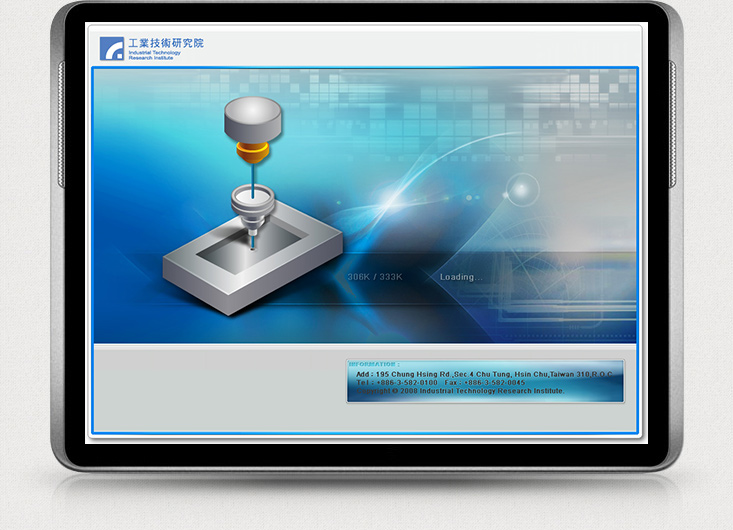 工業技術研究院
Industrial Technology
Research Institute
306K / 333K
Loading...
INFORMATION :
Add : 195 Chung Hsing Rd.,Sec.4 Chu Tung, Hsin Chu,Taiwan 310,R.O.C.
Tel : +886-3-582-0100 . Fax : +886-3-582-0045
Copyright © 2008 Industrial Technology Research Institute.